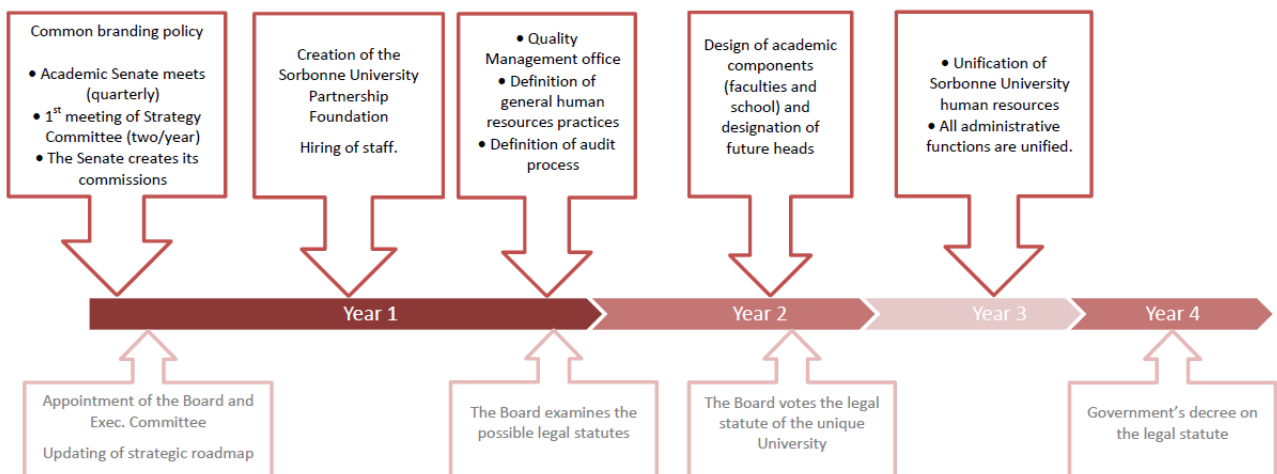 Common branding policy
• Academic Senate meets
(quarterly)
• 1st meeting of Strategy
Committee (two/year)
• The Senate creates its
commissions
Creation of the
Sorbonne University
Partnership
Foundation
Hiring of staff.
• Quality
Management office
• Definition of
general human
resources practices
• Definition of audit
process
Design of academic
components
(faculties and
school) and
designation of
future heads
• Unification of
Sorbonne University
human resources
• All administrative
functions are unified.
Year 1
Year 2
Year 3
Year 4
Appointment of the Board and
Exec. Committee
Updating of strategic roadmap
The Board examines the
possible legal statutes
The Board votes the legal
statute of the unique
University
Government's decree on
the legal statute